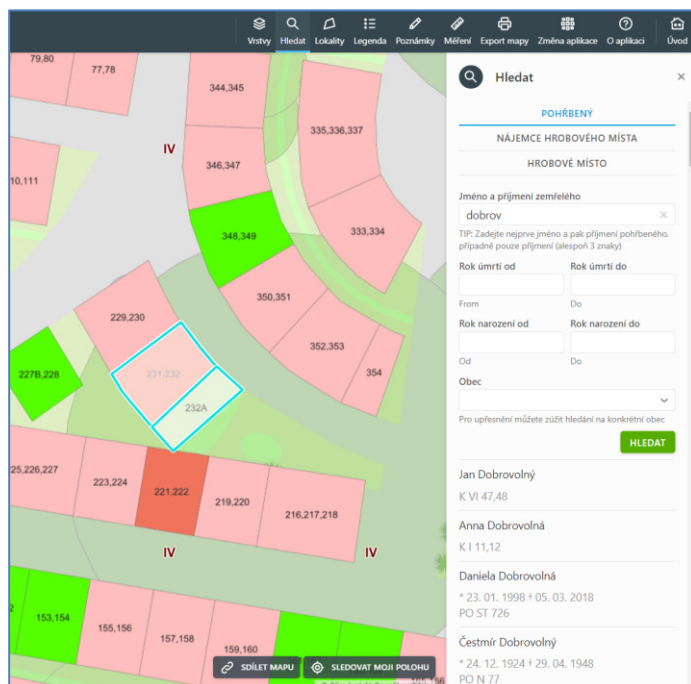 Vrstvy
Hledat
Lokality
Legenda
Poznámky
Měření
Export mapy
Změna aplikace
O aplikaci
Úvod
79,80
77,78
344,345
335,336,337
IV
346,347
10,111
348,349
333,334
350,351
229,230
352,353
354
231,232
227B,228
232A
25,226,227
223,224
221,222
219,220
216,217,218
IV
IV
153,154
155,156
157,158
159,160
SDÍLET MAPU
SLEDOVAT MOJI POLOHU
Hledat
POHŘBENÝ
NÁJEMCE HROBOVÉHO MÍSTA
HROBOVÉ MÍSTO
Jméno a příjmení zemřelého
dobrov
TIP: Zadejte nejprve jméno a pak příjmení pohřbeného,
případně pouze příjmení (alespoň 3 znaky)
Rok úmrtí od
Rok úmrtí do
From
Do
Rok narození od
Rok narození do
Od
Do
Obec
Pro upřesnění můžete zúžit hledání na konkrétní obec
HLEDAT
Jan Dobrovolný
K VI 47,48
Anna Dobrovolná
K I 11,12
Daniela Dobrovolná
* 23. 01. 1998 † 05. 03. 2018
PO ST 726
Čestmír Dobrovolný
* 24. 12. 1924 † 29. 04. 1948
PO N 77